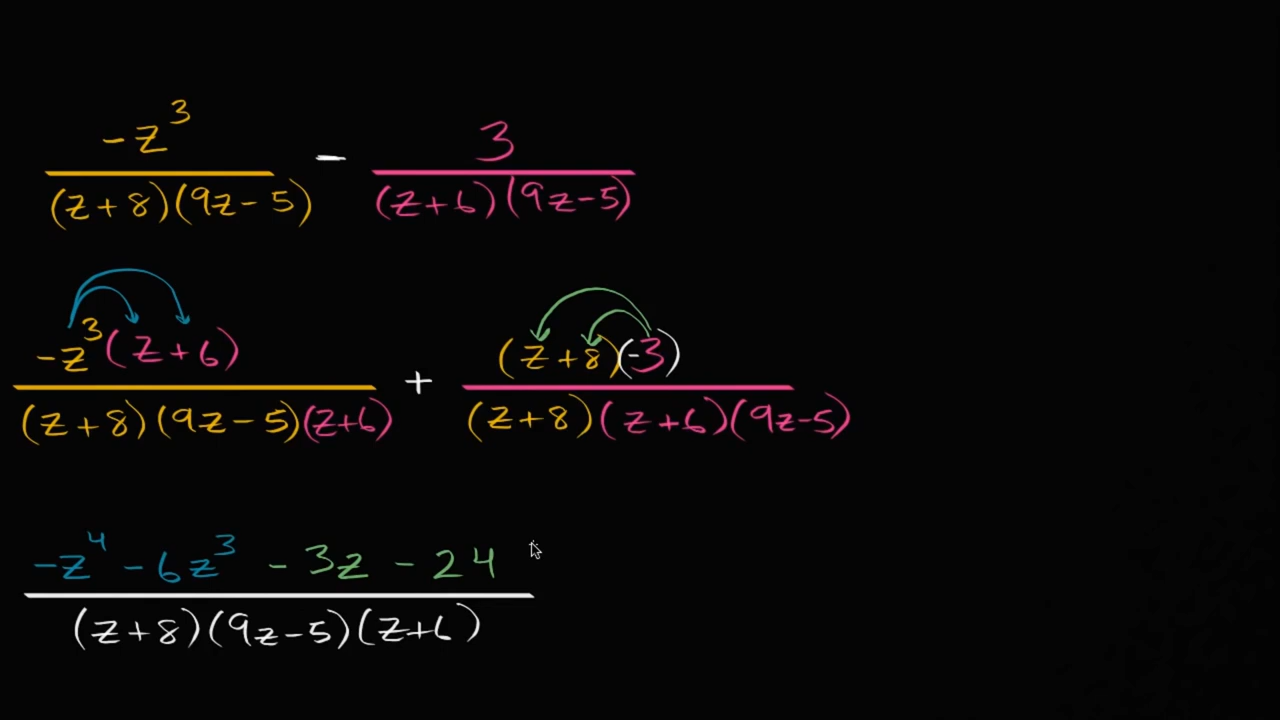 -z³ - 3
(z+8)(9z-5) (z+6)(9z-5)
-z³(z+6) + (z+8)(-3)
(z+8)(9z-5)(z+6) (z+8)(z+6)(9z-5)
-z⁴ - 6z³ - 3z - 24
(z+8)(9z-5)(z+6)